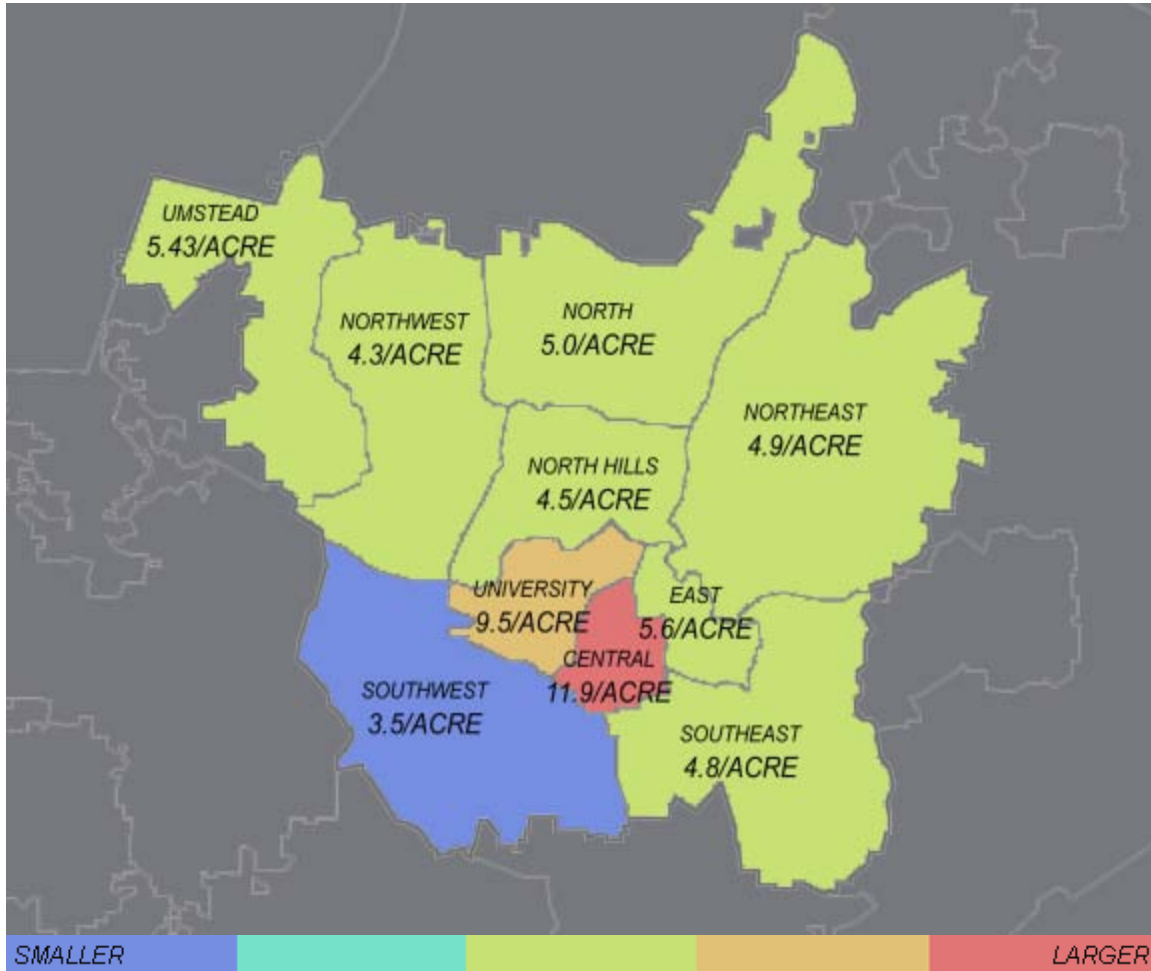 UMSTEAD
5.43/ACRE
NORTHWEST
4.3/ACRE
NORTH
5.0/ACRE
NORTHEAST
4.9/ACRE
NORTH HILLS
4.5/ACRE
UNIVERSITY
9.5/ACRE
EAST
5.6/ACRE
CENTRAL
11.9/ACRE
SOUTHWEST
3.5/ACRE
SOUTHEAST
4.8/ACRE
SMALLER
LARGER